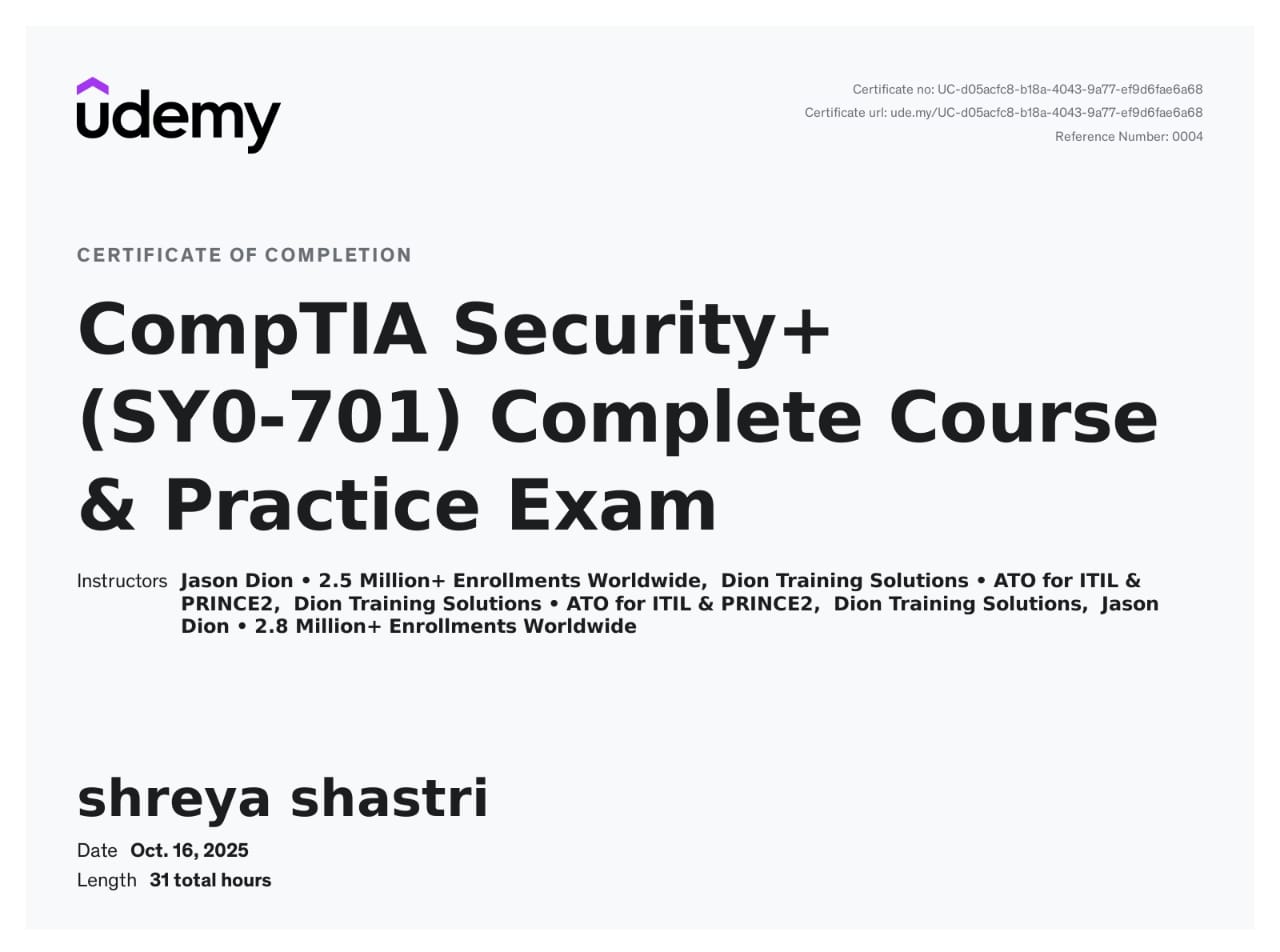 udemy
Certificate no: UC-d05acfc8-b18a-4043-9a77-ef9d6fae6a68
Certificate url: ude.my/UC-d05acfc8-b18a-4043-9a77-ef9d6fae6a68
Reference Number: 0004
CERTIFICATE OF COMPLETION
CompTIA Security+
(SY0-701) Complete Course
& Practice Exam
Instructors Jason Dion • 2.5 Million+ Enrollments Worldwide, Dion Training Solutions • ATO for ITIL &
PRINCE2, Dion Training Solutions • ATO for ITIL & PRINCE2, Dion Training Solutions, Jason
Dion • 2.8 Million+ Enrollments Worldwide
shreya shastri
Date Oct. 16, 2025
Length 31 total hours